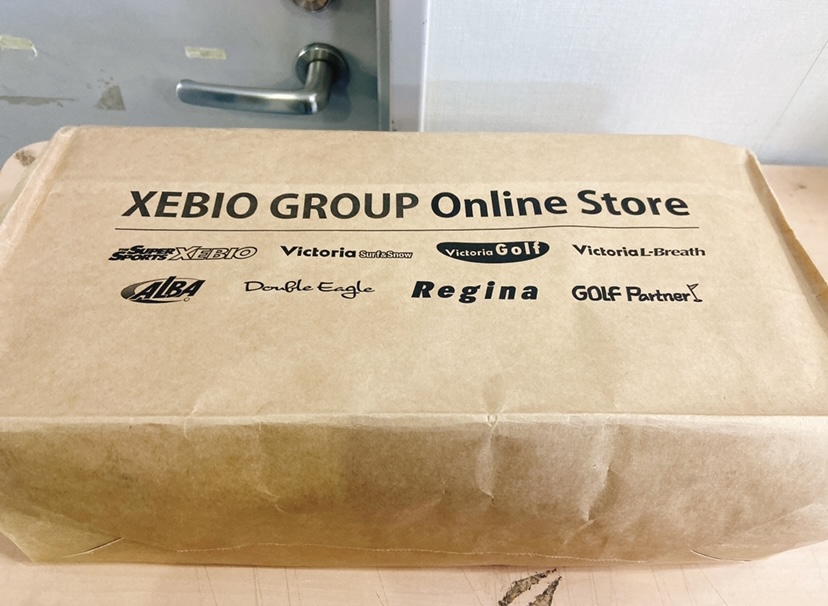 XEBIO GROUP Online Store
THE SUPER SPORTS XEBIO Victoria Surf&Snow Victoria Golf Victoria L-Breath
ALBA Double Eagle Regina GOLF Partner